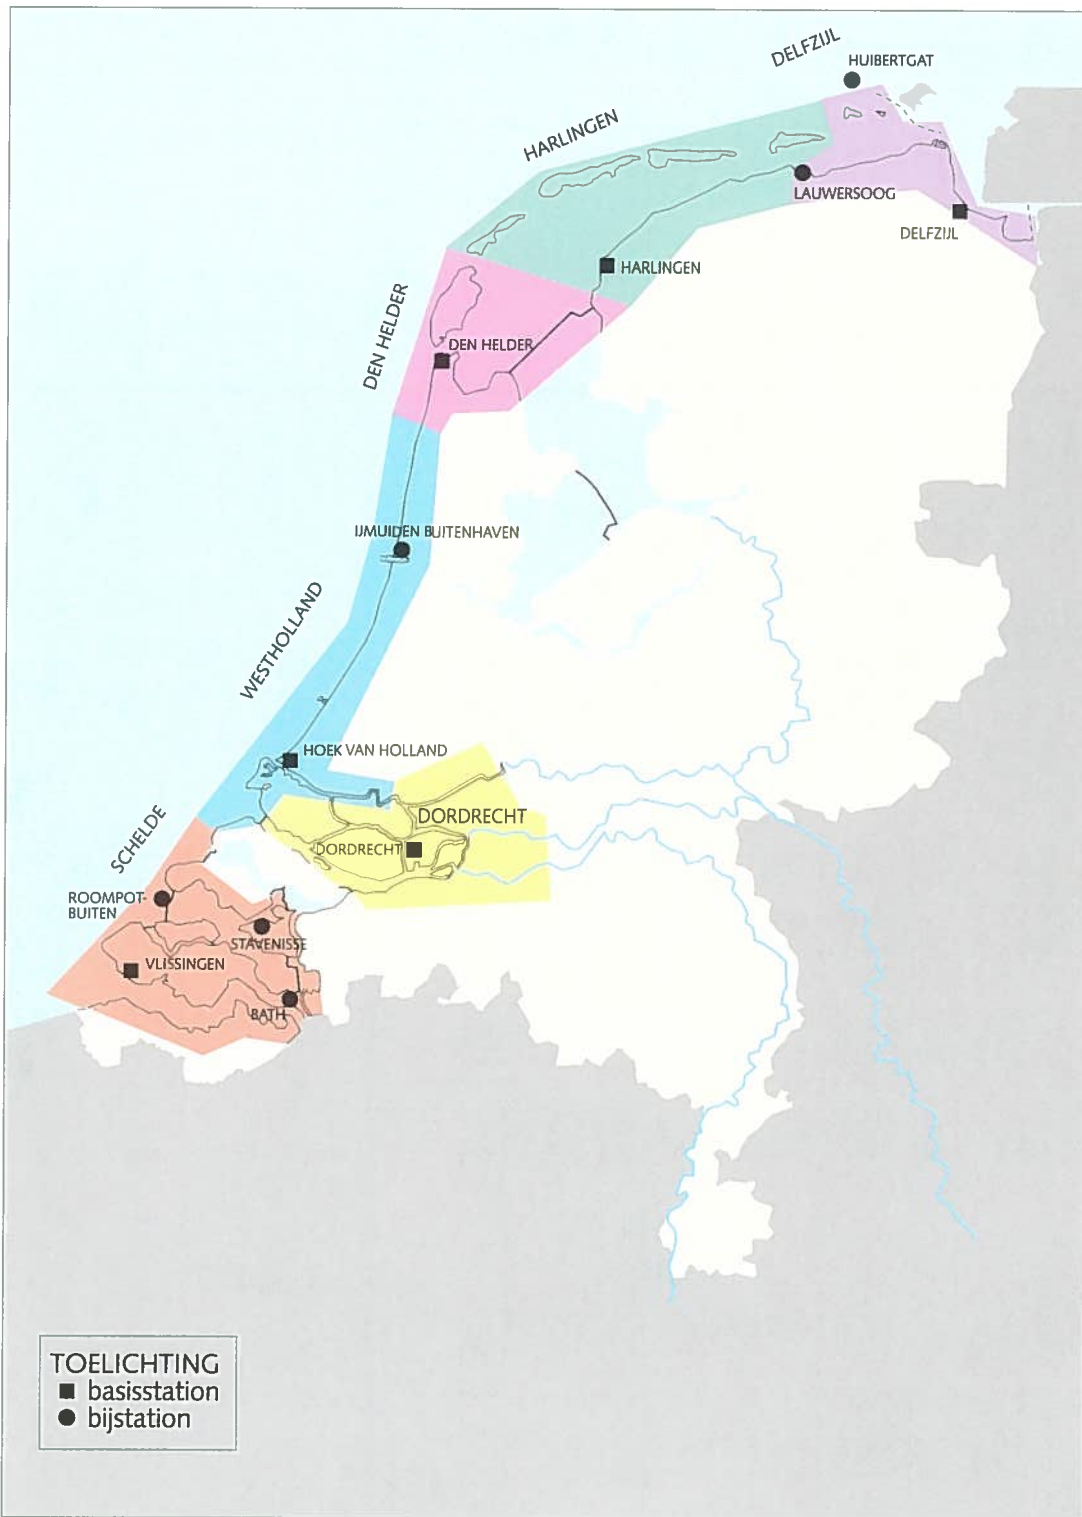 DELFZIJL
HUIBERTGAT
HARLINGEN
LAUWERSOOG
DELFZIJL
HARLINGEN
DEN HELDER
DEN HELDER
IJMUIDEN BUITENHAVEN
WESTHOLLAND
HOEK VAN HOLLAND
SCHELDE
DORDRECHT
DORDRECHT
ROOMPOT-
BUITEN
STAVENISSE
VLISSINGEN
BATH
TOELICHTING
basisstation
bijstation